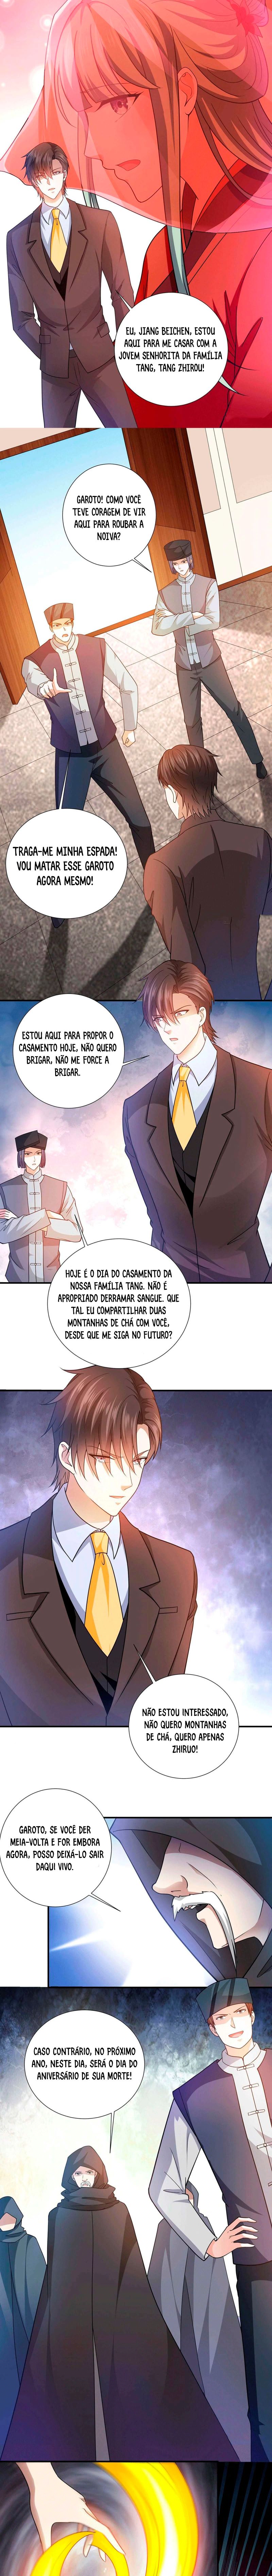 EU, JIANG BEICHEN, ESTOU
AQUI PARA ME CASAR COM A
JOVEM SENHORITA DA FAMÍLIA
TANG, TANG ZHIROU!
GAROTO! COMO VOCÊ
TEVE CORAGEM DE VIR
AQUI PARA ROUBAR A
NOIVA?
TRAGA-ME MINHA ESPADA!
VOU MATAR ESSE GAROTO
AGORA MESMO!
ESTOU AQUI PARA PROPOR O
CASAMENTO HOJE, NÃO QUERO
BRIGAR, NÃO ME FORCE A
BRIGAR.
HOJE É O DIA DO CASAMENTO DA
NOSSA FAMÍLIA TANG. NÃO É
APROPRIADO DERRAMAR SANGUE. QUE
TAL EU COMPARTILHAR DUAS
MONTANHAS DE CHÁ COM VOCÊ,
DESDE QUE ME SIGA NO FUTURO?
NÃO ESTOU INTERESSADO,
NÃO QUERO MONTANHAS
DE CHÁ, QUERO APENAS
ZHIRUO!
GAROTO, SE VOCÊ DER
MEIA-VOLTA E FOR EMBORA
AGORA, POSSO DEIXÁ-LO SAIR
DAQUI VIVO.
CASO CONTRÁRIO, NO PRÓXIMO
ANO, NESTE DIA, SERÁ O DIA DO
ANIVERSÁRIO DE SUA MORTE!